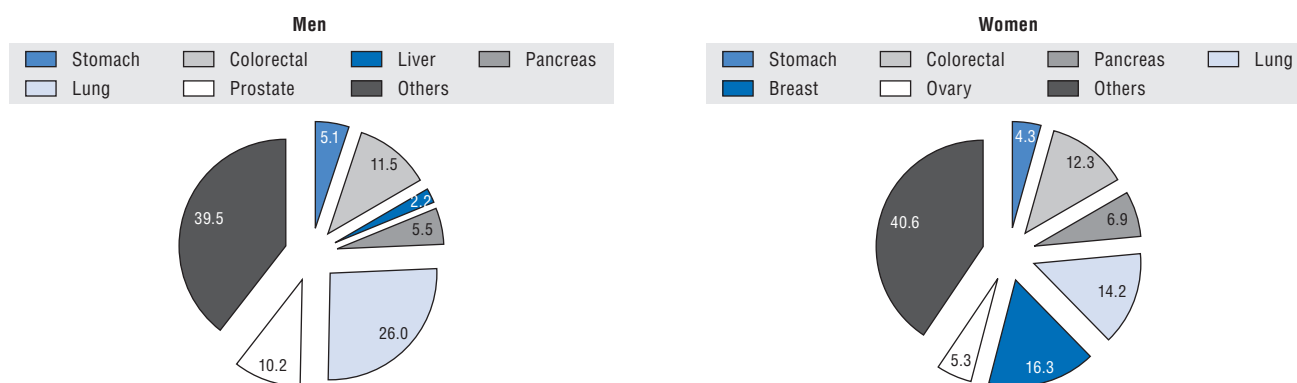 Men
Stomach Colorectal Liver Pancreas
Lung Prostate Others
5.1
11.5
2.2
5.5
26.0
10.2
39.5
Women
Stomach Colorectal Pancreas Lung
Breast Ovary Others
4.3
12.3
6.9
14.2
16.3
5.3
40.6